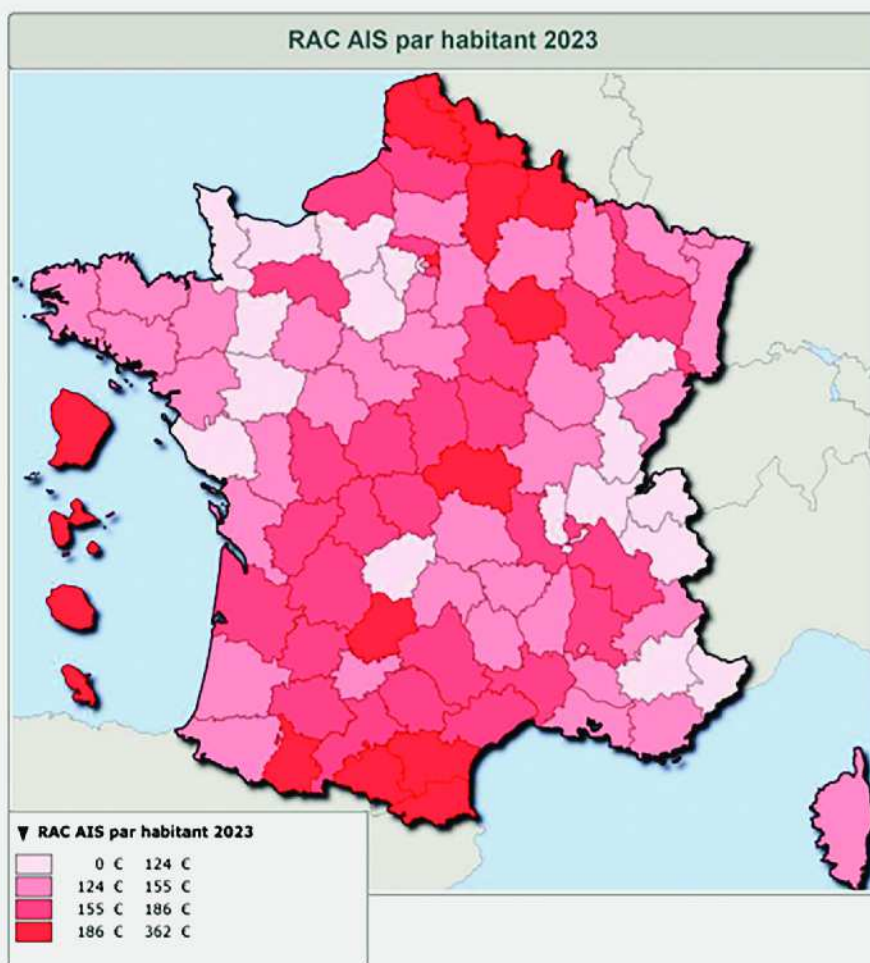 RAC AIS par habitant 2023
▼ RAC AIS par habitant 2023
0 € 124 €
124 € 155 €
155 € 186 €
186 € 362 €